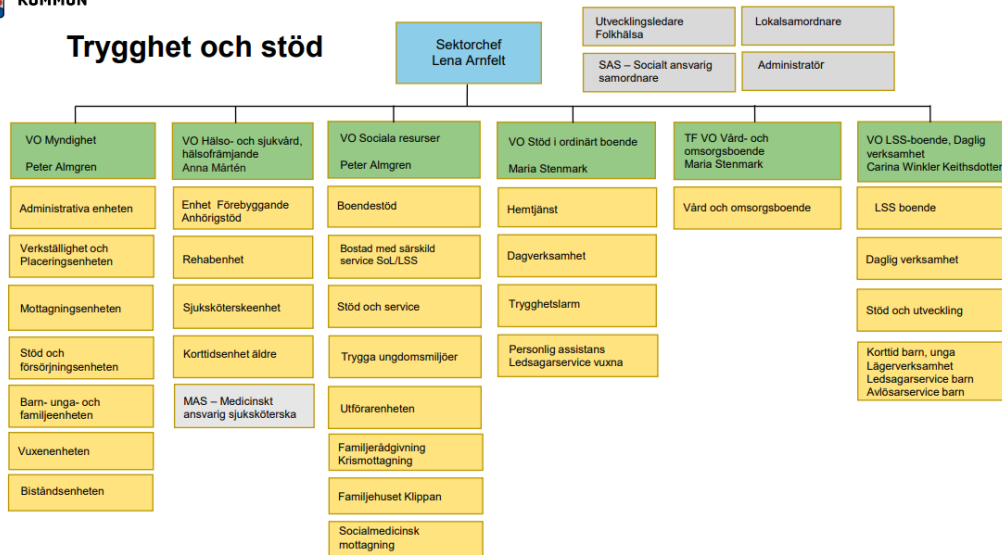 KOMMUN
Trygghet och stöd
Sektorchef
Lena Arnfelt
Utvecklingsledare
Folkhälsa
Lokalsamordnare
SAS – Socialt ansvarig
samordnare
Administratör
VO Myndighet
Peter Almgren
Administrativa enheten
Verkställighet och
Placeringsenheten
Mottagningsenheten
Stöd och
försörjningsenheten
Barn- unga- och
familjeenheten
Vuxenenheten
Biståndsenheten
VO Hälso- och sjukvård,
hälsofrämjande
Anna Mårtén
Enhet Förebyggande
Anhörigstöd
Rehabenhet
Sjuksköterskeenhet
Korttidsenhet äldre
MAS – Medicinskt
ansvarig sjuksköterska
VO Sociala resurser
Peter Almgren
Boendestöd
Bostad med särskild
service SoL/LSS
Stöd och service
Trygga ungdomsmiljöer
Utförarenheten
Familjerådgivning
Krismottagning
Familjehuset Klippan
Socialmedicinsk
mottagning
VO Stöd i ordinärt boende
Maria Stenmark
Hemtjänst
Dagverksamhet
Trygghetslarm
Personlig assistans
Ledsagarservice vuxna
TF VO Vård- och
omsorgsboende
Maria Stenmark
Vård och omsorgsboende
VO LSS-boende, Daglig
verksamhet
Carina Winkler Keithsdotter
LSS boende
Daglig verksamhet
Stöd och utveckling
Korttid barn, unga
Lägerverksamhet
Ledsagarservice barn
Avlösarservice barn